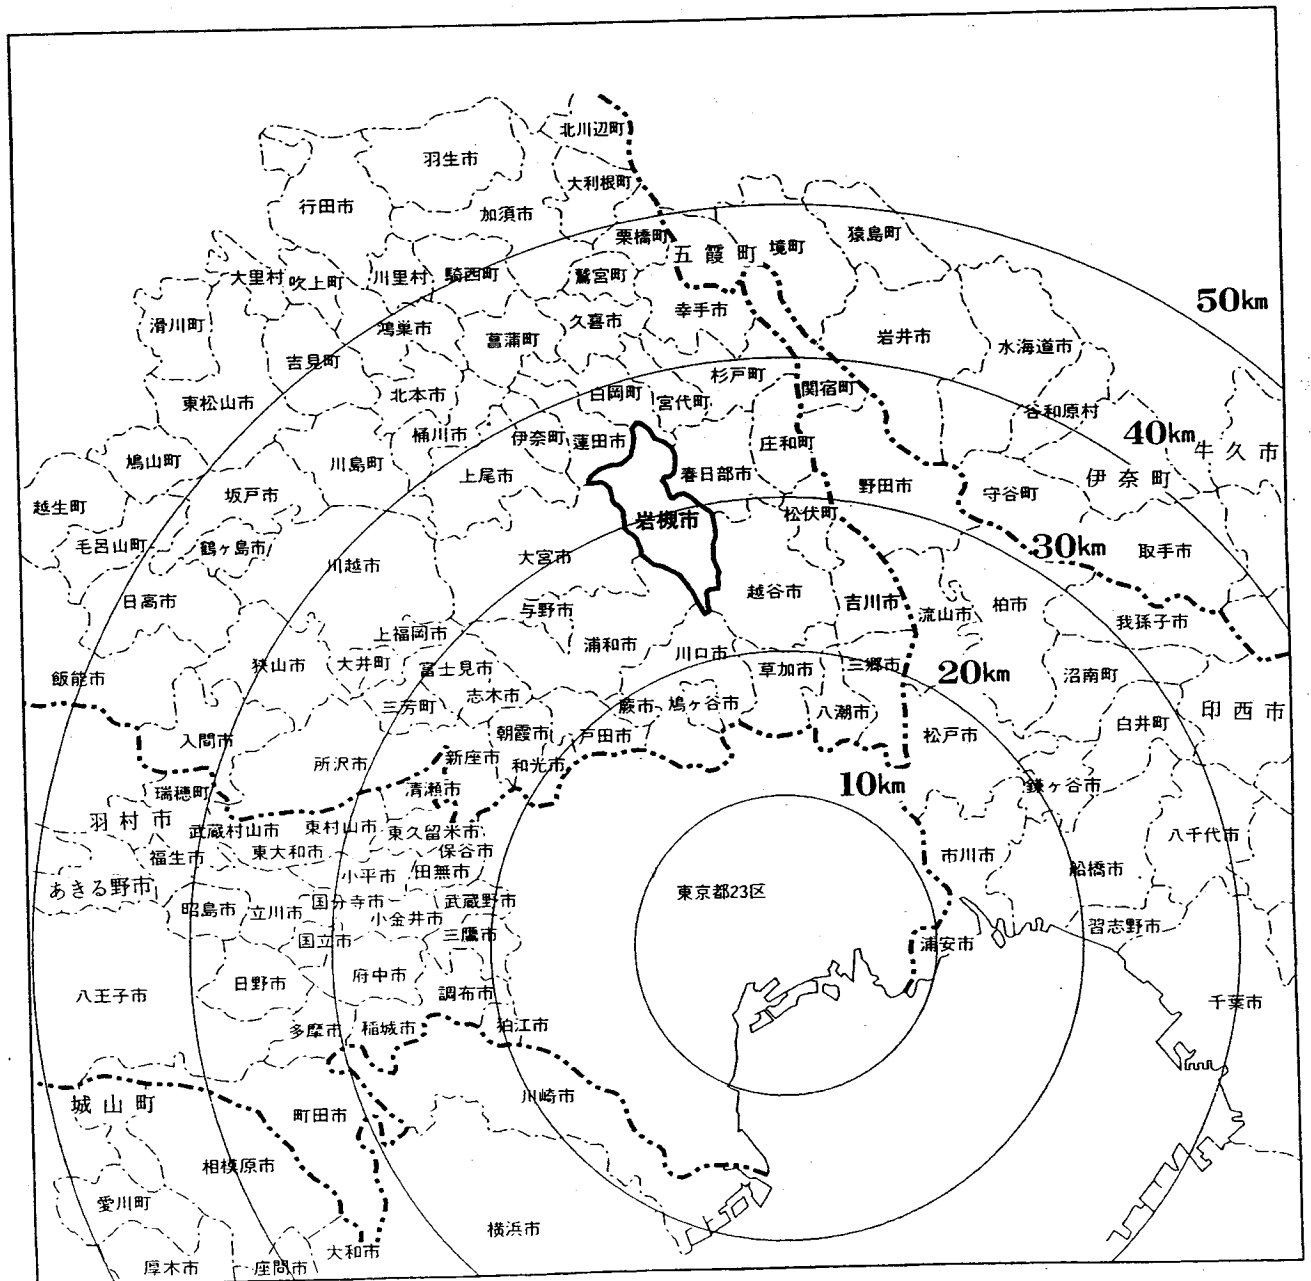 北川辺町
羽生市
大利根町
行田市
加須市
栗橋町
五霞町
境町
猿島町
大里村
吹上町
川里村
騎西町
鷲宮町
幸手市
50km
滑川町
鴻巣市
菖蒲町
久喜市
岩井市
水海道市
吉見町
東松山市
北本市
白岡町
宮代町
杉戸町
関宿町
谷和原村
40km
牛久市
鳩山町
川島町
桶川市
伊奈町
蓮田市
春日部市
庄和町
伊奈町
越生町
坂戸市
上尾市
野田市
守谷町
岩槻市
松伏町
毛呂山町
鶴ヶ島市
川越市
大宮市
30km
取手市
日高市
越谷市
吉川市
流山市
柏市
我孫子市
与野市
上福岡市
浦和市
川口市
飯能市
狭山市
大井町
富士見市
草加市
三郷市
20km
沼南町
志木市
三芳町
蕨市
鳩ヶ谷市
八潮市
印西市
白井町
入間市
朝霞市
戸田市
松戸市
所沢市
新座市
和光市
清瀬市
10km
鎌ヶ谷市
瑞穂町
羽村市
武蔵村山市
東村山市
東久留米市
八千代市
福生市
東大和市
保谷市
市川市
船橋市
あきる野市
小平市
田無市
東京都23区
昭島市
立川市
国分寺市
小金井市
武蔵野市
習志野市
国立市
三鷹市
浦安市
八王子市
日野市
府中市
調布市
千葉市
多摩市
稲城市
狛江市
城山町
町田市
川崎市
相模原市
愛川町
横浜市
大和市
厚木市
座間市